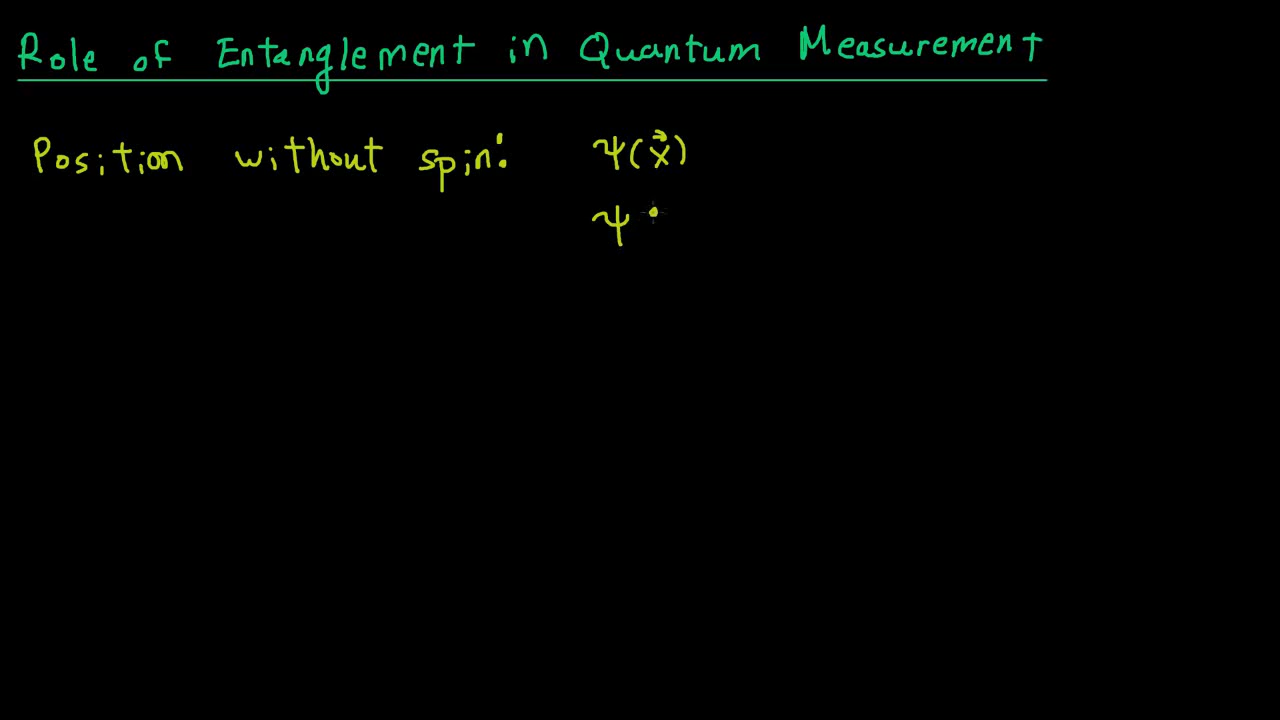 Role of Entanglement in Quantum Measurement
Position without spin: ψ(x⃗)
ψ